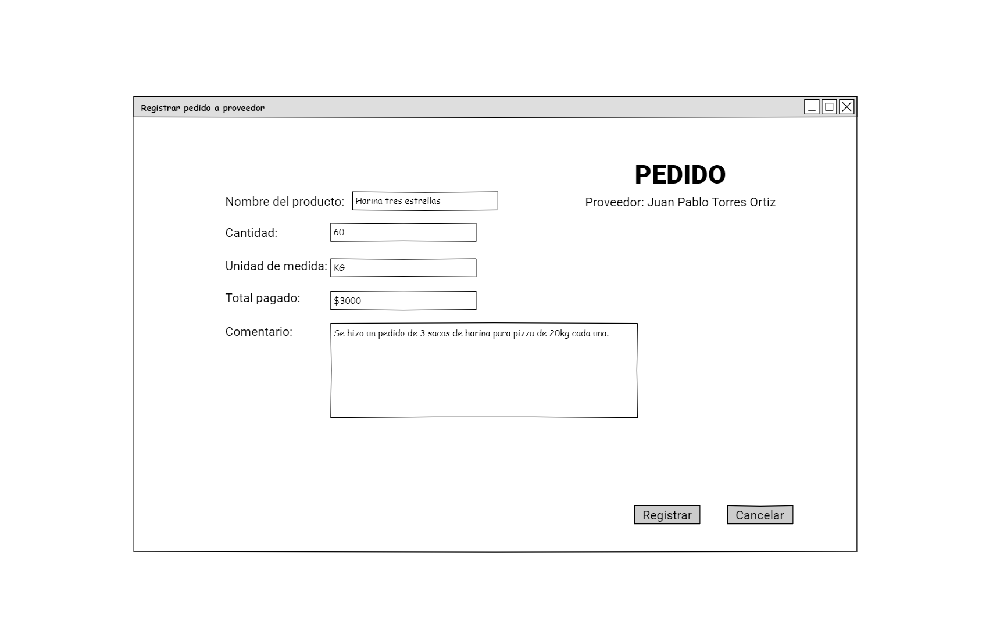 Registrar pedido a proveedor
PEDIDO
Proveedor: Juan Pablo Torres Ortiz
Nombre del producto: Harina tres estrellas
Cantidad: 60
Unidad de medida: KG
Total pagado: $3000
Comentario: Se hizo un pedido de 3 sacos de harina para pizza de 20kg cada una.
Registrar Cancelar